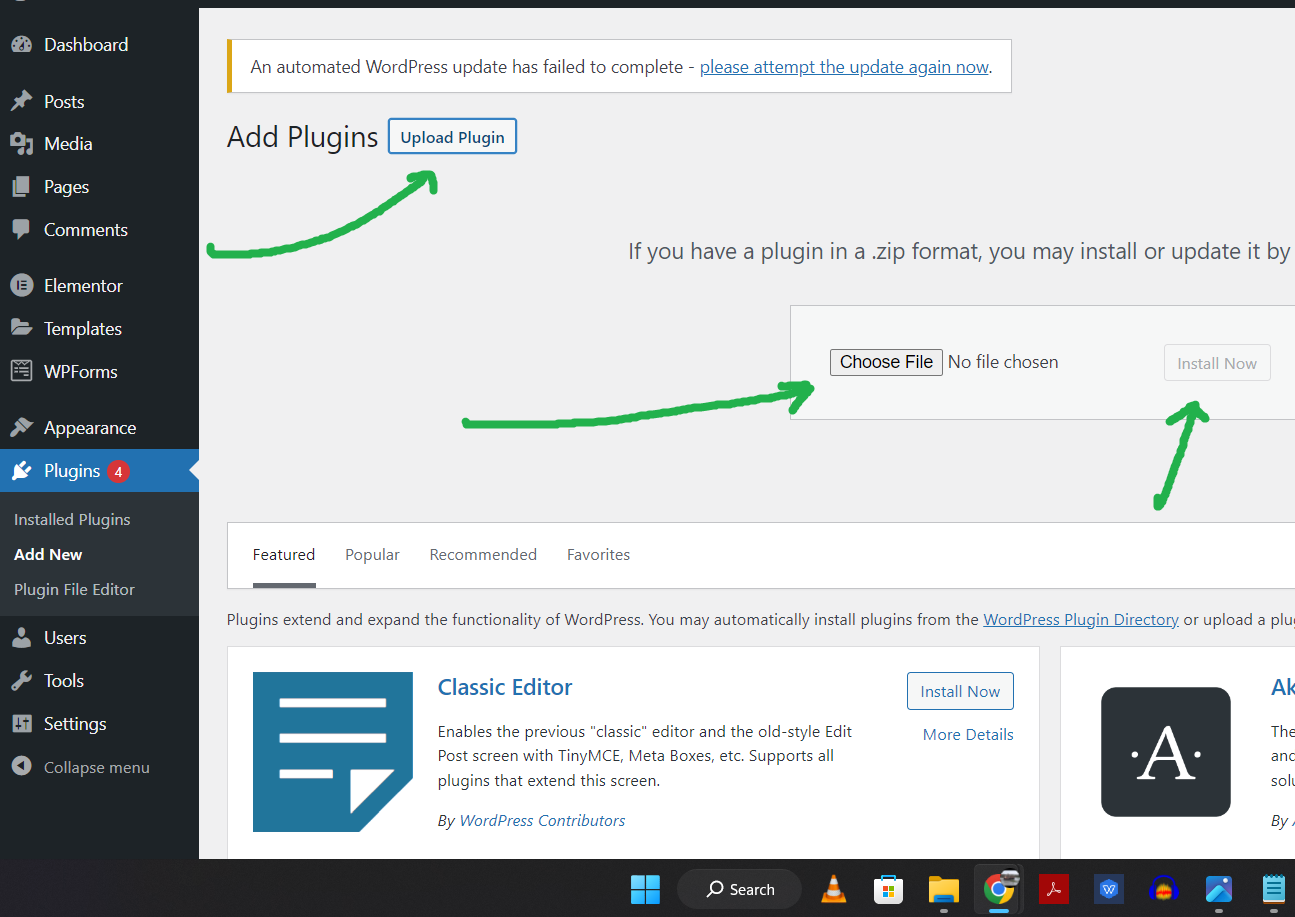 Dashboard
Posts
Media
Pages
Comments
Elementor
Templates
WPForms
Appearance
Plugins 4
Installed Plugins
Add New
Plugin File Editor
Users
Tools
Settings
Collapse menu
An automated WordPress update has failed to complete - please attempt the update again now.
Add Plugins Upload Plugin
If you have a plugin in a .zip format, you may install or update it by
Choose File No file chosen Install Now
Featured Popular Recommended Favorites
Plugins extend and expand the functionality of WordPress. You may automatically install plugins from the WordPress Plugin Directory or upload a
Classic Editor
Install Now
More Details
Enables the previous "classic" editor and the old-style Edit
Post screen with TinyMCE, Meta Boxes, etc. Supports all
plugins that extend this screen.
By WordPress Contributors
·A·
The
and
By
Search